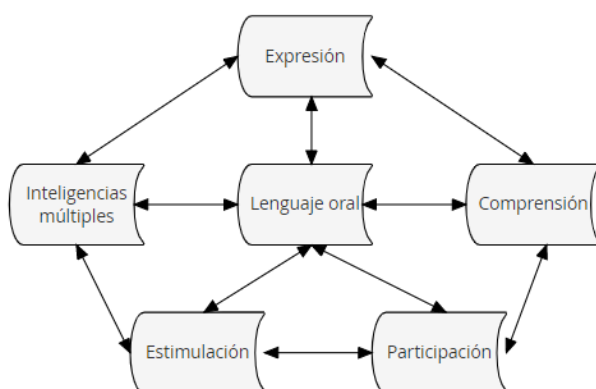 Expresión
Inteligencias
múltiples
Lenguaje oral
Comprensión
Estimulación
Participación